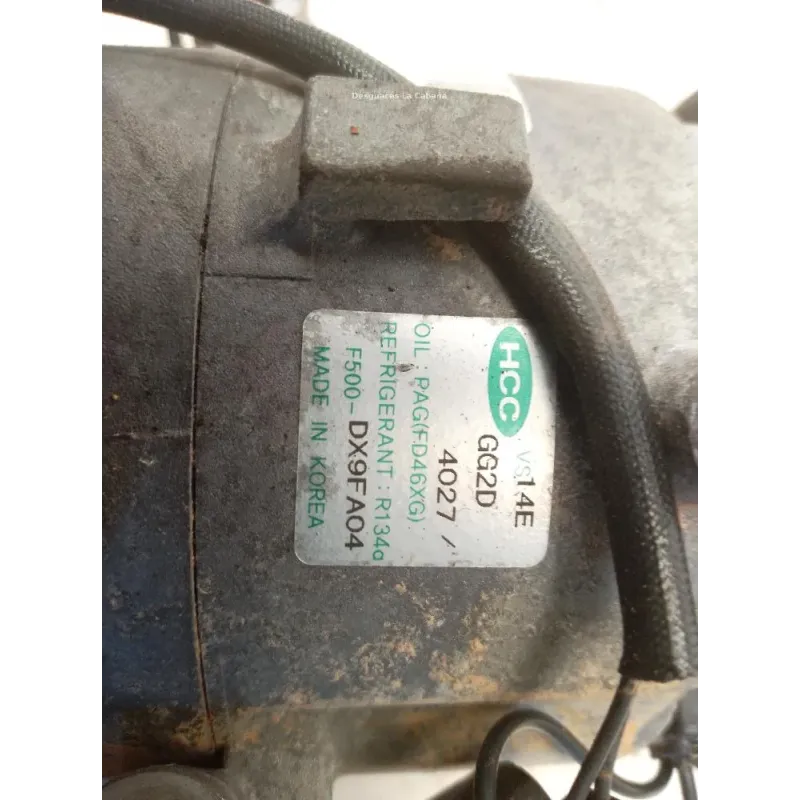 Desguaces La Cabaña
HCC VS14E
GG2D
4027 /
OIL : PAG(FD46XG)
REFRIGERANT : R134a
F500-DX9FA04
MADE IN KOREA